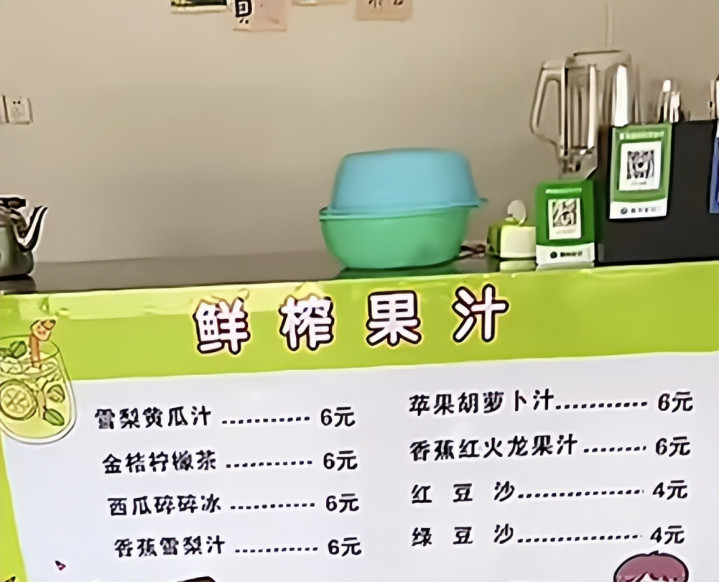 鲜榨果汁
雪梨黄瓜汁 ........... 6元
金桔柠檬茶 ........... 6元
西瓜碎碎冰 ........... 6元
香蕉雪梨汁 ........... 6元
苹果胡萝卜汁........... 6元
香蕉红火龙果汁 ........ 6元
红 豆 沙................ 4元
绿 豆 沙................ 4元